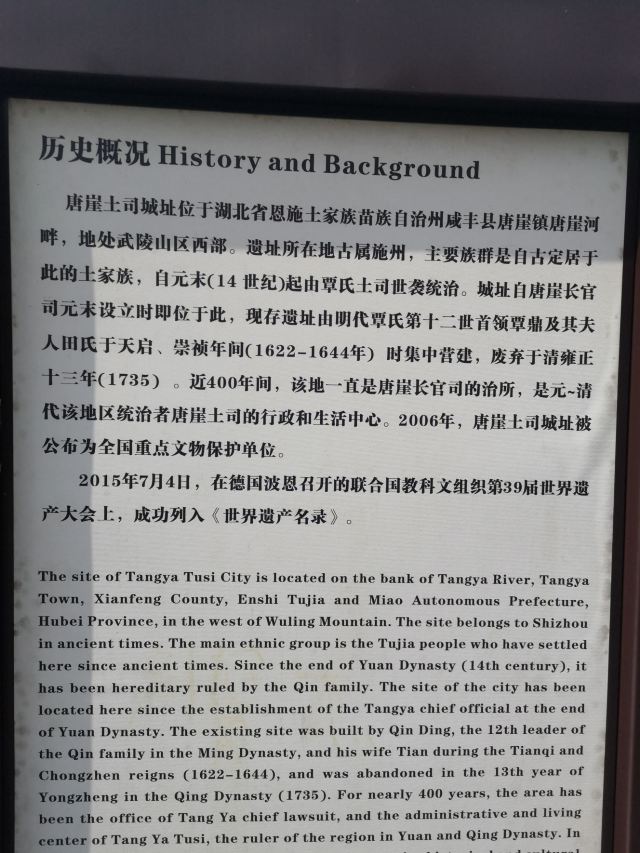 历史概况 History and Background
唐崖土司城址位于湖北省恩施土家族苗族自治州咸丰县唐崖镇唐崖河
畔，地处武陵山区西部。遗址所在地古属施州，主要族群是自古定居于
此的土家族，自元末(14 世纪)起由覃氏土司世袭统治。城址自唐崖长官
司元末设立时即位于此，现存遗址由明代覃氏第十二世首领覃鼎及其夫
人田氏于天启、崇祯年间(1622-1644年) 时集中营建，废弃于清雍正
十三年(1735) 。近400年间，该地一直是唐崖长官司的治所，是元~清
代该地区统治者唐崖土司的行政和生活中心。2006年，唐崖土司城址被
公布为全国重点文物保护单位。
2015年7月4日，在德国波恩召开的联合国教科文组织第39届世界遗
产大会上，成功列入《世界遗产名录》。
The site of Tangya Tusi City is located on the bank of Tangya River, Tangya
Town, Xianfeng County, Enshi Tujia and Miao Autonomous Prefecture,
Hubei Province, in the west of Wuling Mountain. The site belongs to Shizhou
in ancient times. The main ethnic group is the Tujia people who have settled
here since ancient times. Since the end of Yuan Dynasty (14th century), it
has been hereditary ruled by the Qin family. The site of the city has been
located here since the establishment of the Tangya chief official at the end
of Yuan Dynasty. The existing site was built by Qin Ding, the 12th leader of
the Qin family in the Ming Dynasty, and his wife Tian during the Tianqi and
Chongzhen reigns (1622-1644), and was abandoned in the 13th year of
Yongzheng in the Qing Dynasty (1735). For nearly 400 years, the area has
been the office of Tang Ya chief lawsuit, and the administrative and living
center of Tang Ya Tusi, the ruler of the region in Yuan and Qing Dynasty. In